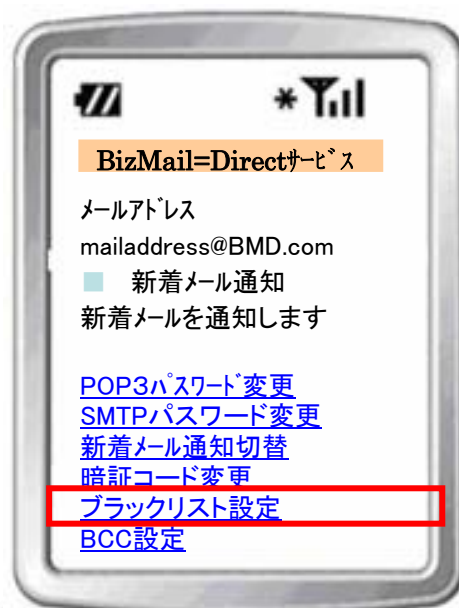 BizMail=Directｻｰﾋﾞｽ
ﾒｰﾙｱﾄﾞﾚｽ
mailaddress@BMD.com
新着ﾒｰﾙ通知
新着ﾒｰﾙを通知します
POP3ﾊﾟｽﾜｰﾄﾞ変更
SMTPパスワード変更
新着ﾒｰﾙ通知切替
暗証コード変更
ブラックリスト設定
BCC設定